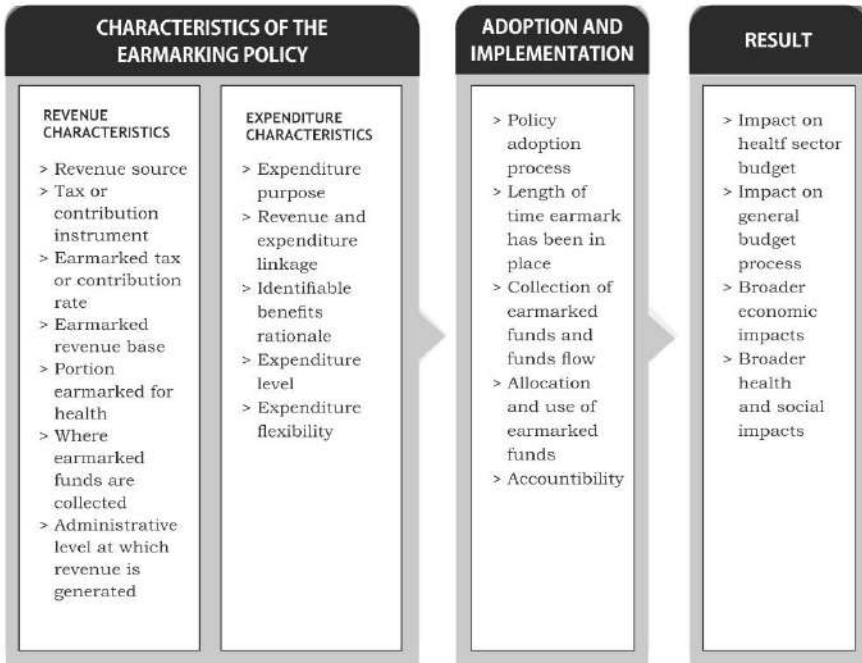 CHARACTERISTICS OF THE
EARMARKING POLICY
REVENUE
CHARACTERISTICS
> Revenue source
> Tax or
contribution
instrument
> Earmarked tax
or contribution
rate
> Earmarked
revenue base
> Portion
earmarked for
health
> Where
earmarked
funds are
collected
> Administrative
level at which
revenue is
generated
EXPENDITURE
CHARACTERISTICS
> Expenditure
purpose
> Revenue and
expenditure
linkage
> Identifiable
benefits
rationale
> Expenditure
level
> Expenditure
flexibility
ADOPTION AND
IMPLEMENTATION
> Policy
adoption
process
> Length of
time earmark
has been in
place
> Collection of
earmarked
funds and
funds flow
> Allocation
and use of
earmarked
funds
> Accountibility
RESULT
> Impact on
healtf sector
budget
> Impact on
general
budget
process
> Broader
economic
impacts
> Broader
health
and social
impacts